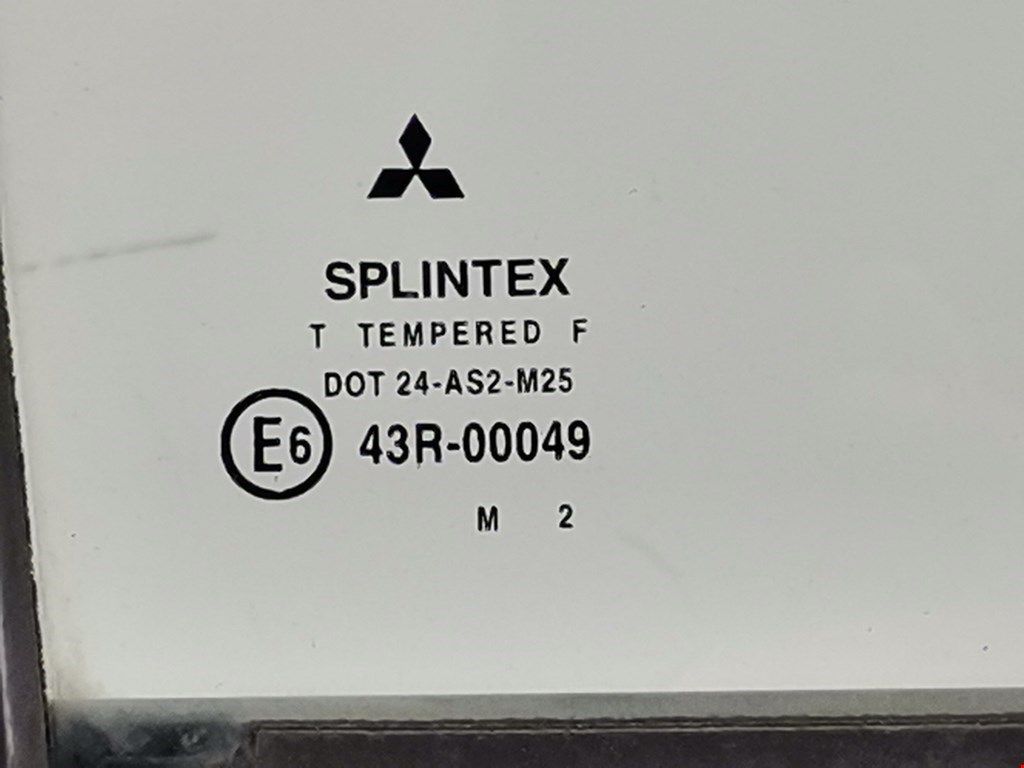 SPLINTEX
T TEMPERED F
DOT 24-AS2-M25
E6 43R-00049
M 2